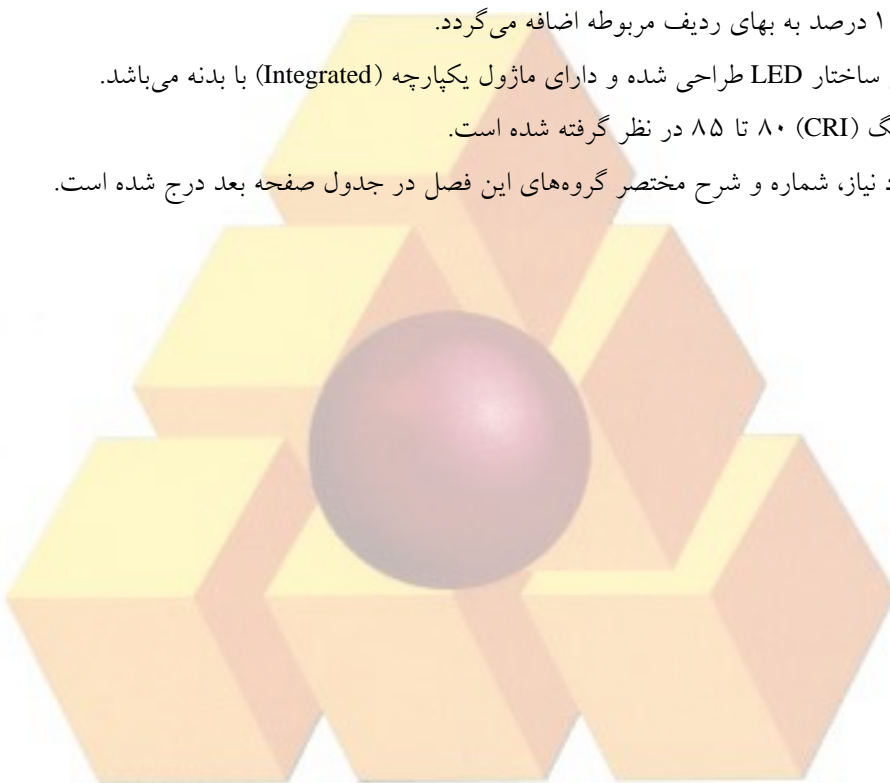 ۱ درصد به بهای ردیف مربوطه اضافه می‌گردد.
ساختار LED طراحی شده و دارای ماژول یکپارچه (Integrated) با بدنه می‌باشد.
(CRI) ۸۰ تا ۸۵ در نظر گرفته شده است.
نیاز، شماره و شرح مختصر گروه‌های این فصل در جدول صفحه بعد درج شده است.